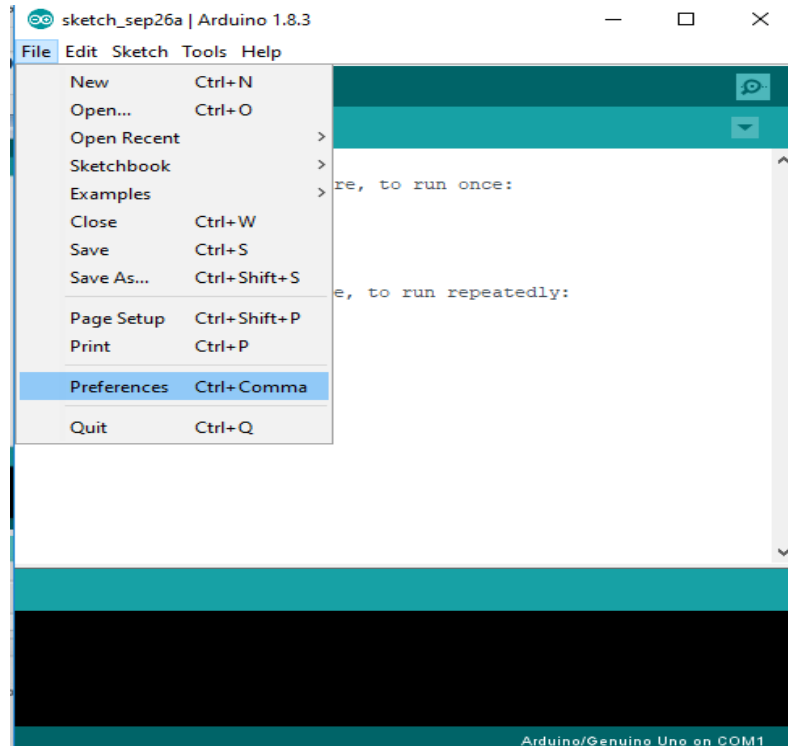 sketch_sep26a | Arduino 1.8.3
File Edit Sketch Tools Help
New Ctrl+N
Open... Ctrl+O
Open Recent >
Sketchbook >
Examples >
re, to run once:
Close Ctrl+W
Save Ctrl+S
Save As... Ctrl+Shift+S
e, to run repeatedly:
Page Setup Ctrl+Shift+P
Print Ctrl+P
Preferences Ctrl+Comma
Quit Ctrl+Q
Arduino/Genuino Uno on COM1